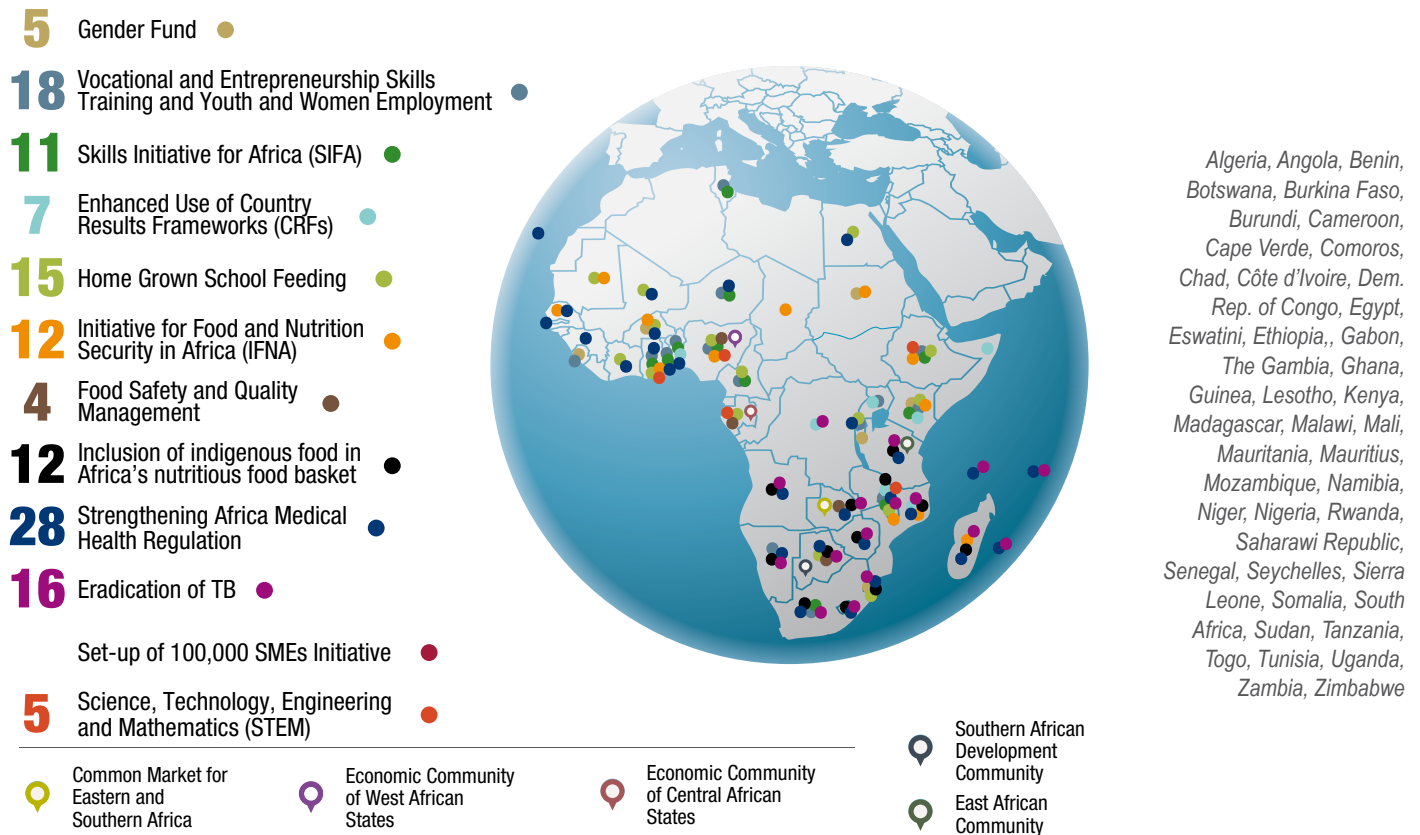 5 Gender Fund
18 Vocational and Entrepreneurship Skills
Training and Youth and Women Employment
11 Skills Initiative for Africa (SIFA)
7 Enhanced Use of Country
Results Frameworks (CRFs)
15 Home Grown School Feeding
12 Initiative for Food and Nutrition
Security in Africa (IFNA)
4 Food Safety and Quality
Management
12 Inclusion of indigenous food in
Africa's nutritious food basket
28 Strengthening Africa Medical
Health Regulation
16 Eradication of TB
Set-up of 100,000 SMEs Initiative
5 Science, Technology, Engineering
and Mathematics (STEM)
Common Market for
Eastern and
Southern Africa
Economic Community
of West African
States
Economic Community
of Central African
States
Southern African
Development
Community
East African
Community
Algeria, Angola, Benin,
Botswana, Burkina Faso,
Burundi, Cameroon,
Cape Verde, Comoros,
Chad, Côte d'Ivoire, Dem.
Rep. of Congo, Egypt,
Eswatini, Ethiopia,, Gabon,
The Gambia, Ghana,
Guinea, Lesotho, Kenya,
Madagascar, Malawi, Mali,
Mauritania, Mauritius,
Mozambique, Namibia,
Niger, Nigeria, Rwanda,
Saharawi Republic,
Senegal, Seychelles, Sierra
Leone, Somalia, South
Africa, Sudan, Tanzania,
Togo, Tunisia, Uganda,
Zambia, Zimbabwe